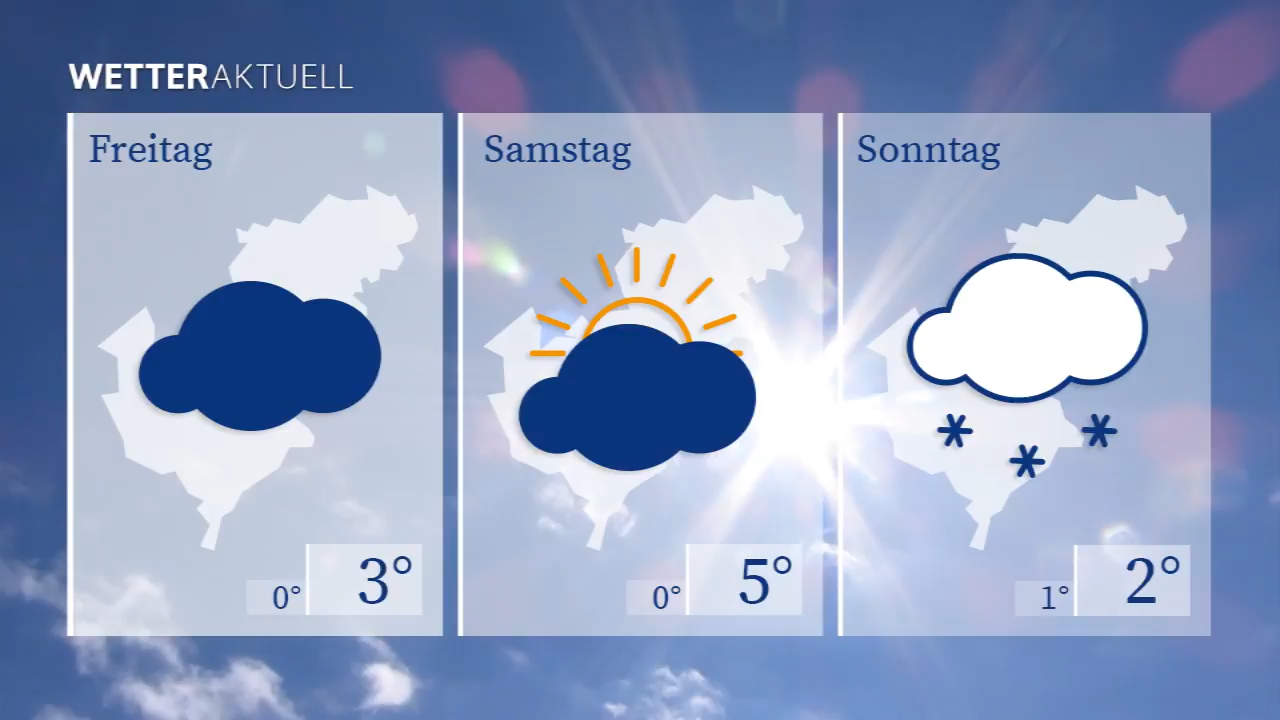 WETTERAKTUELL
Freitag
0° 3°
Samstag
0° 5°
Sonntag
1° 2°